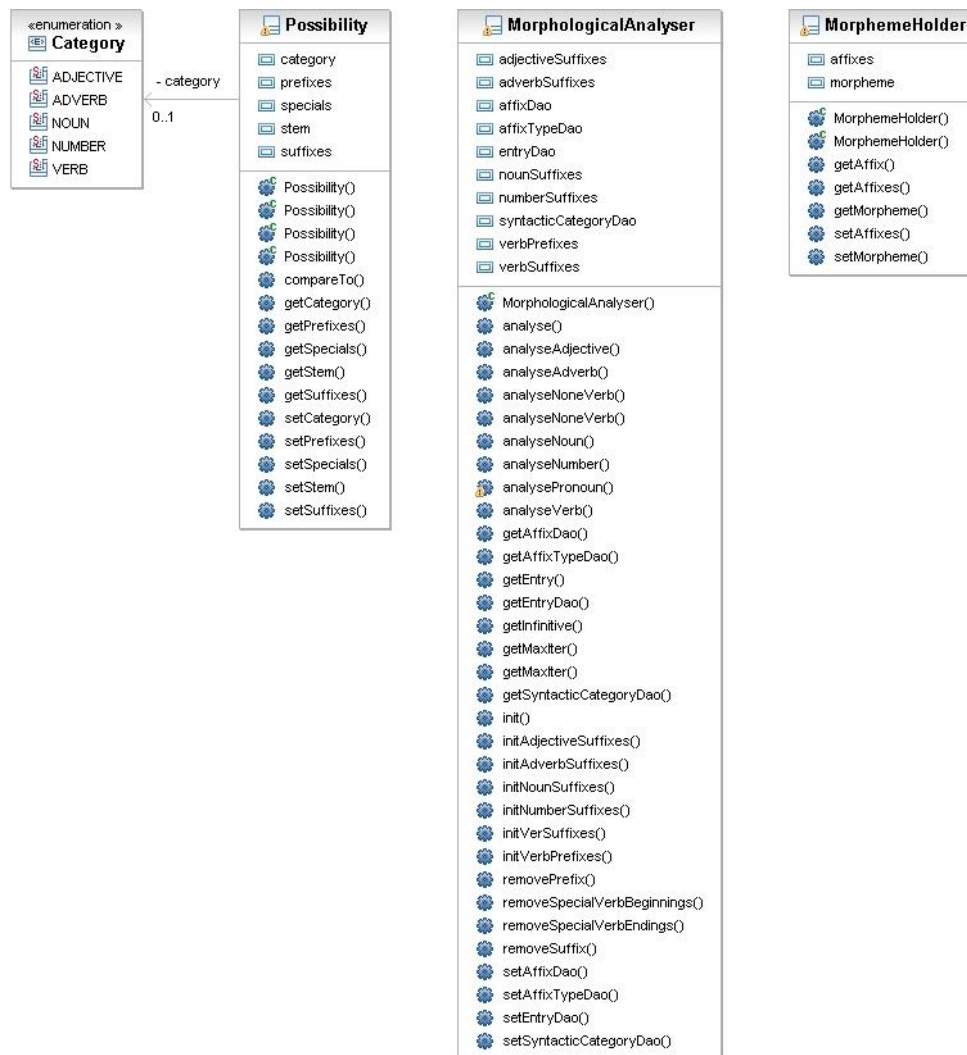 «enumeration »
Category
ADJECTIVE
ADVERB
NOUN
NUMBER
VERB
- category
0..1
Possibility
category
prefixes
specials
stem
suffixes
Possibility()
Possibility()
Possibility()
Possibility()
compareTo()
getCategory()
getPrefixes()
getSpecials()
getStem()
getSuffixes()
setCategory()
setPrefixes()
setSpecials()
setStem()
setSuffixes()
MorphologicalAnalyser
adjectiveSuffixes
adverbSuffixes
affixDao
affixTypeDao
entryDao
nounSuffixes
numberSuffixes
syntacticCategoryDao
verbPrefixes
verbSuffixes
MorphologicalAnalyser()
analyse()
analyseAdjective()
analyseAdverb()
analyseNoneVerb()
analyseNoneVerb()
analyseNoun()
analyseNumber()
analysePronoun()
analyseVerb()
getAffixDao()
getAffixTypeDao()
getEntry()
getEntryDao()
getInfinitive()
getMaxIter()
getMaxIter()
getSyntacticCategoryDao()
init()
initAdjectiveSuffixes()
initAdverbSuffixes()
initNounSuffixes()
initNumberSuffixes()
initVerSuffixes()
initVerbPrefixes()
removePrefix()
removeSpecialVerbBeginnings()
removeSpecialVerbEndings()
removeSuffix()
setAffixDao()
setAffixTypeDao()
setEntryDao()
setSyntacticCategoryDao()
MorphemeHolder
affixes
morpheme
MorphemeHolder()
MorphemeHolder()
getAffix()
getAffixes()
getMorpheme()
setAffixes()
setMorpheme()